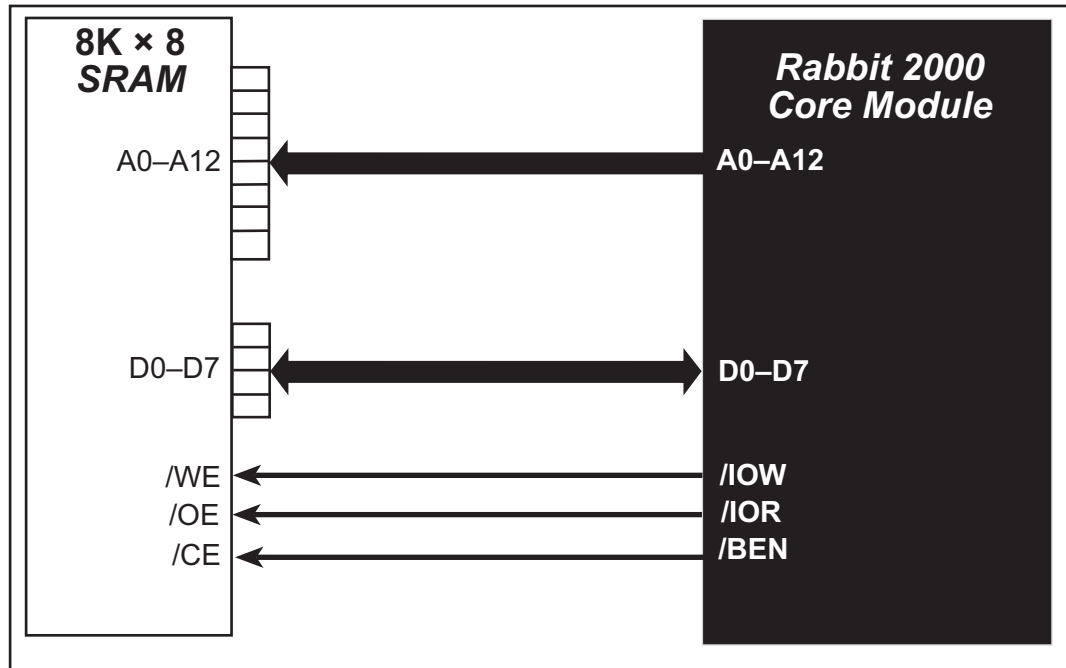 8K × 8
SRAM
A0–A12
D0–D7
/WE
/OE
/CE
Rabbit 2000
Core Module
A0–A12
D0–D7
/IOW
/IOR
/BEN